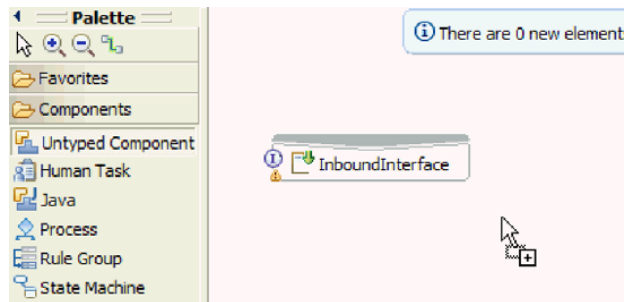 Palette
Favorites
Components
Untyped Component
Human Task
Java
Process
Rule Group
State Machine
There are 0 new element
InboundInterface